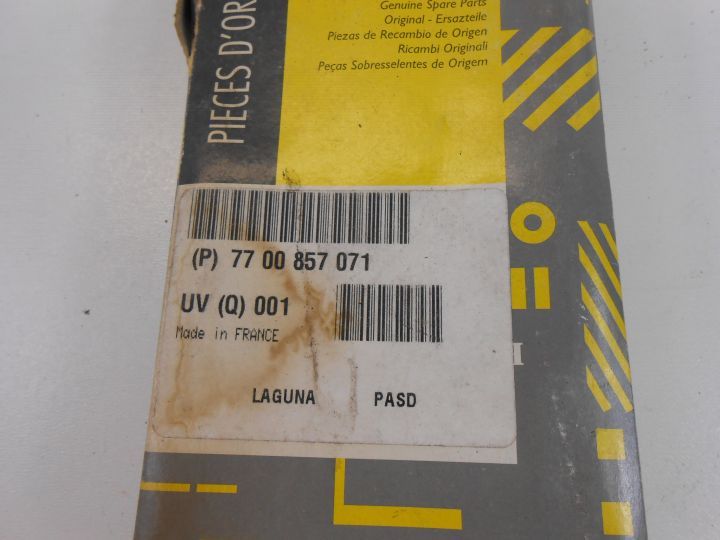 PIECES D'OR
Genuine Spare Parts
Original - Ersatzteile
Piezas de Recambio de Origen
Ricambi Originali
Peças Sobresselentes de Origem
(P) 77 00 857 071
UV (Q) 001
Made in FRANCE
LAGUNA PASD